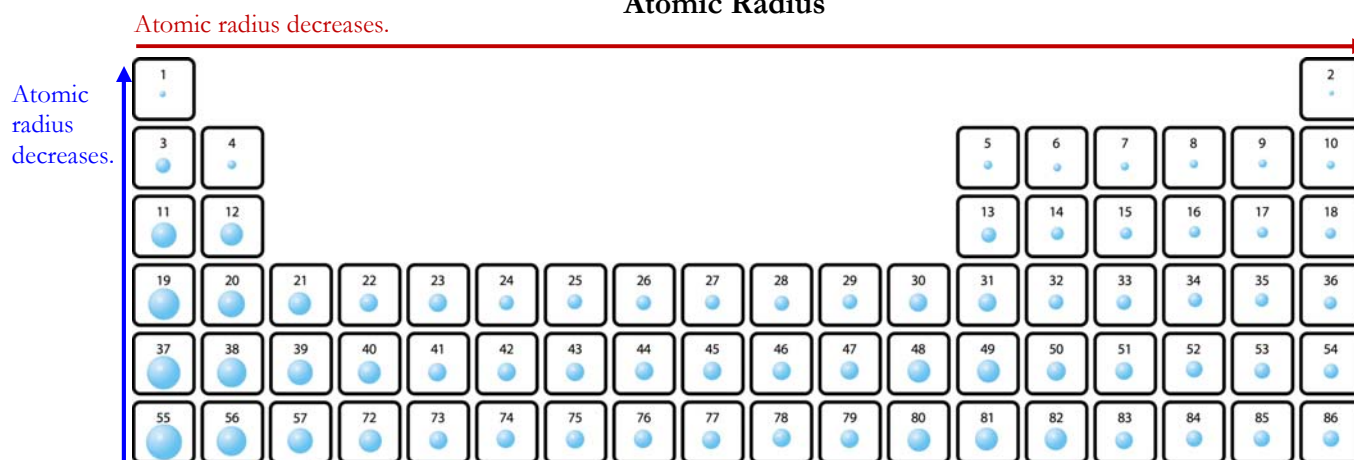 Atomic Radius
Atomic radius decreases.
Atomic
radius
decreases.
1 2
3 4 5 6 7 8 9 10
11 12 13 14 15 16 17 18
19 20 21 22 23 24 25 26 27 28 29 30 31 32 33 34 35 36
37 38 39 40 41 42 43 44 45 46 47 48 49 50 51 52 53 54
55 56 57 72 73 74 75 76 77 78 79 80 81 82 83 84 85 86